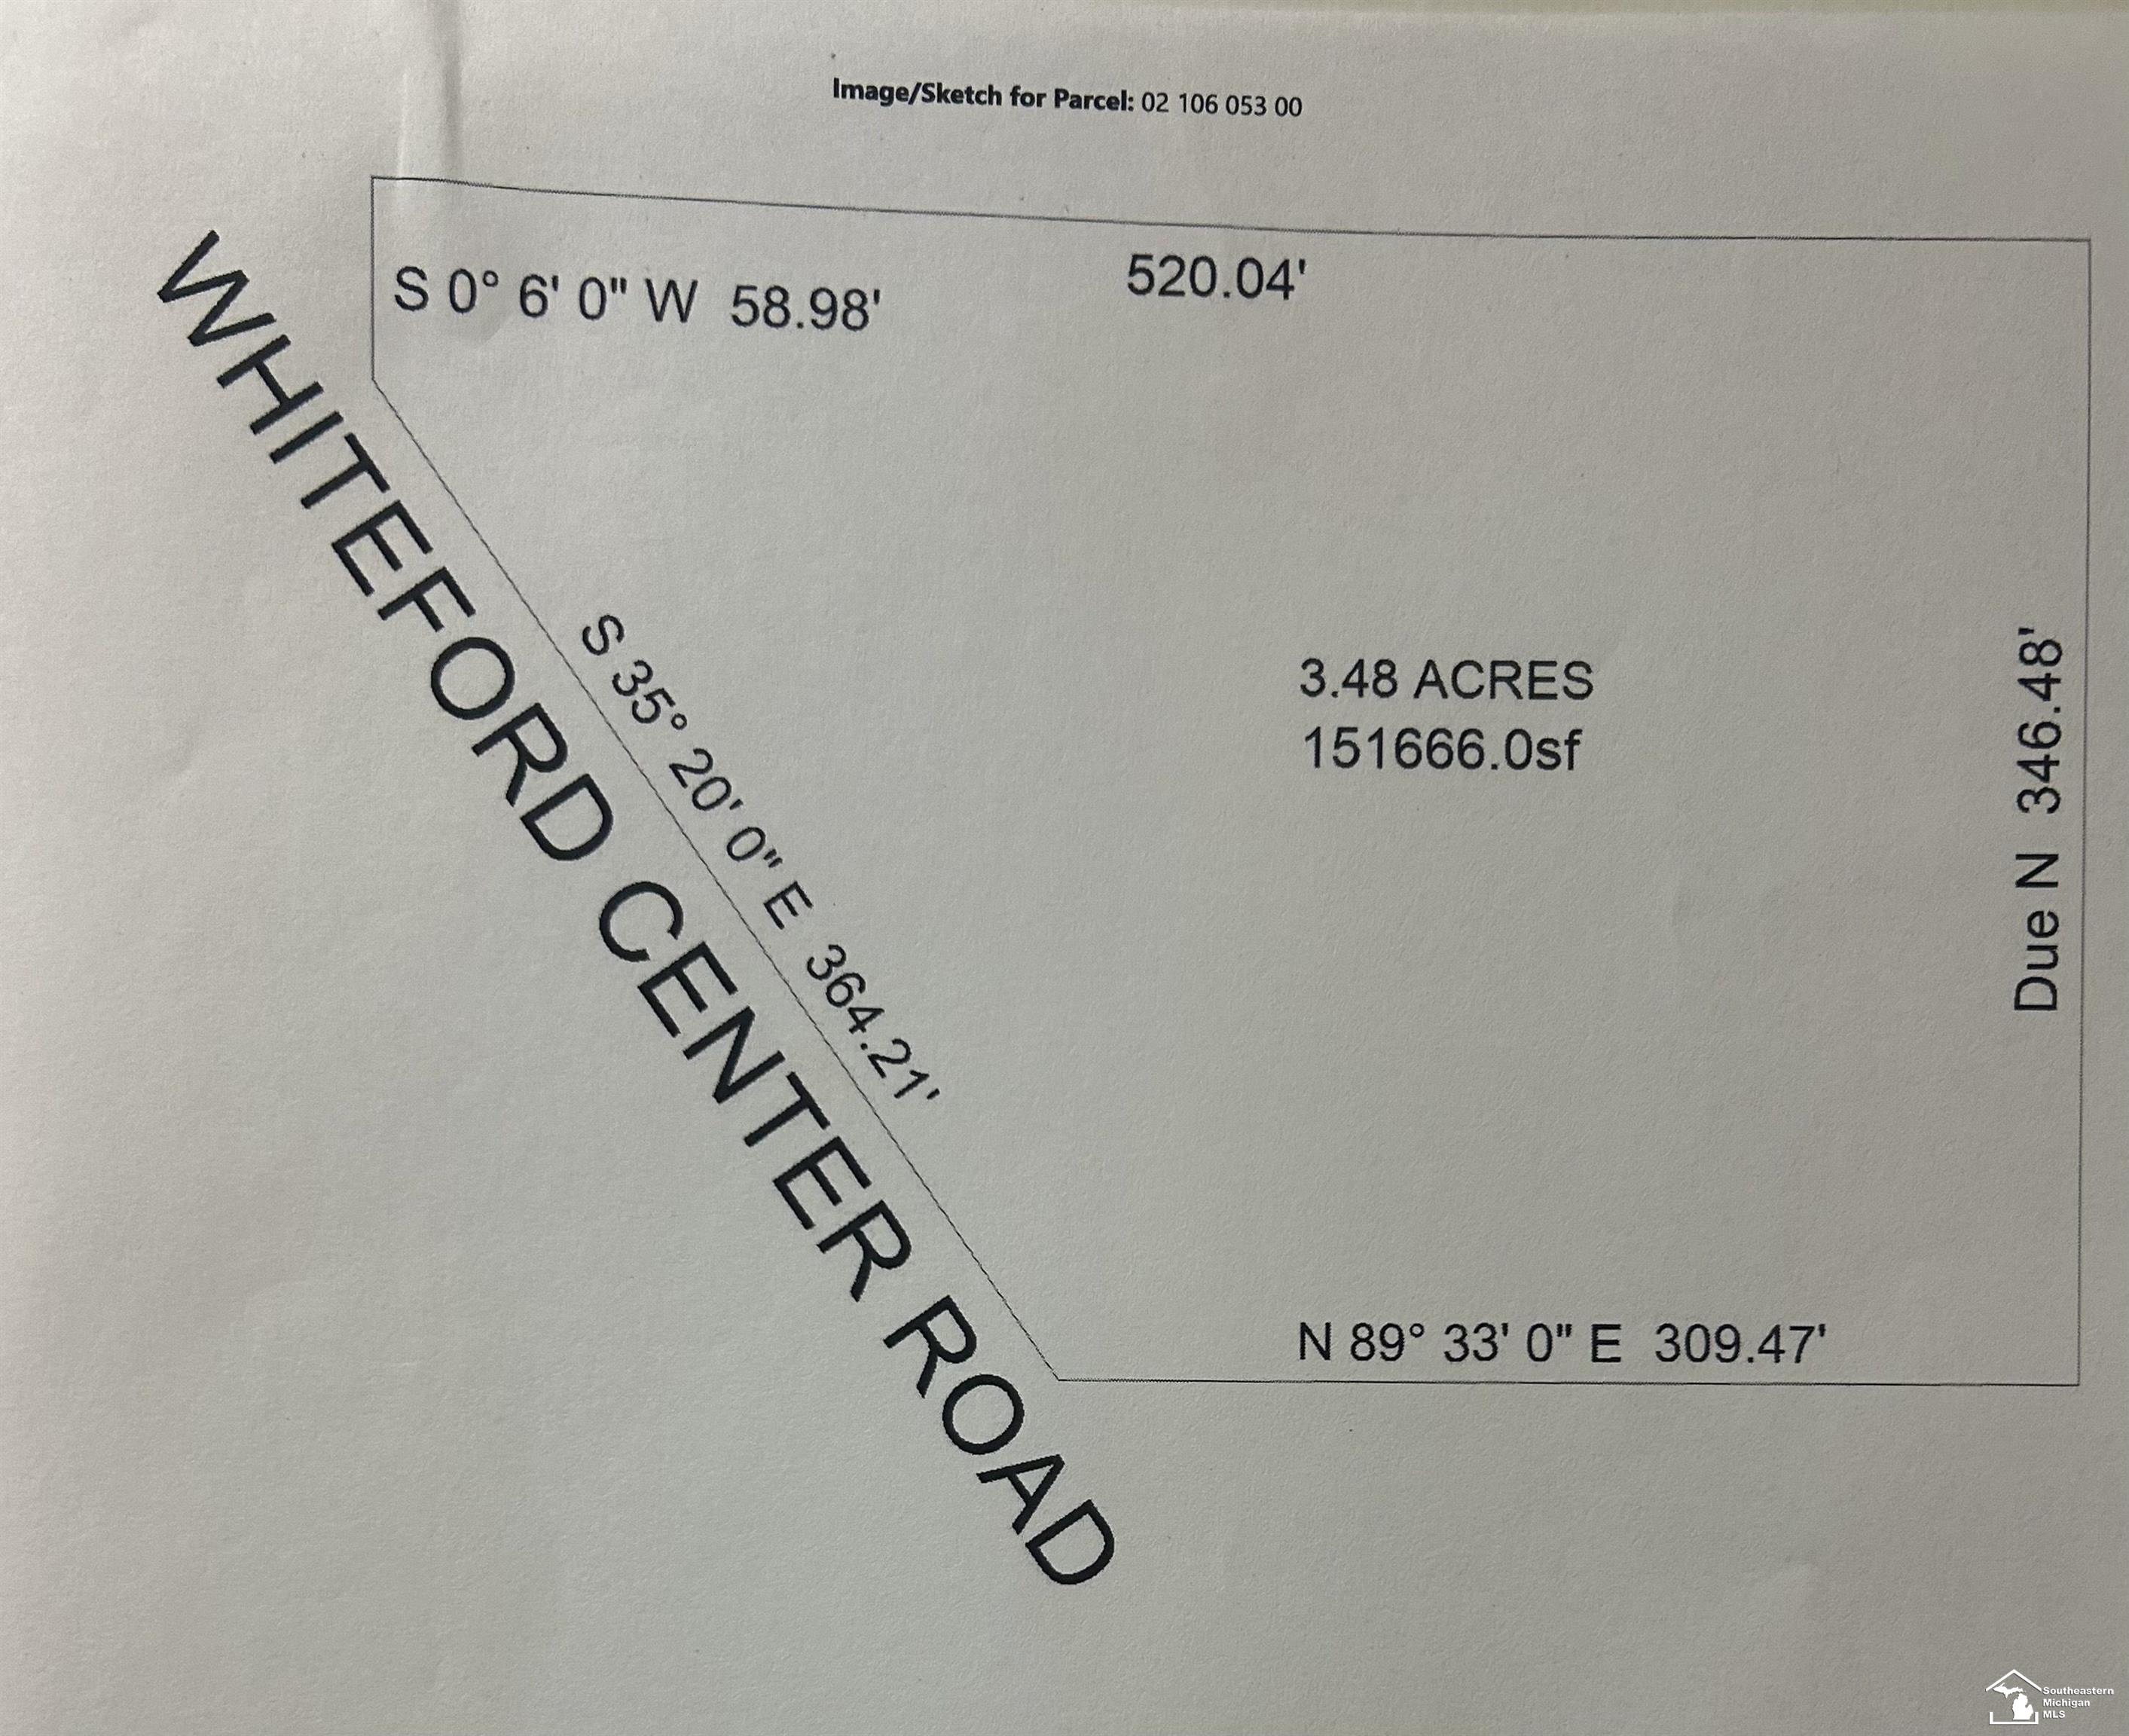 Image/Sketch for Parcel: 02 106 053 00
S 0° 6' 0" W 58.98'
520.04'
WHITEFORD CENTER ROAD
S 35° 20' 0" E 364.21'
3.48 ACRES
151666.0sf
Due N 346.48'
N 89° 33' 0" E 309.47'
Southeastern
Michigan
MLS